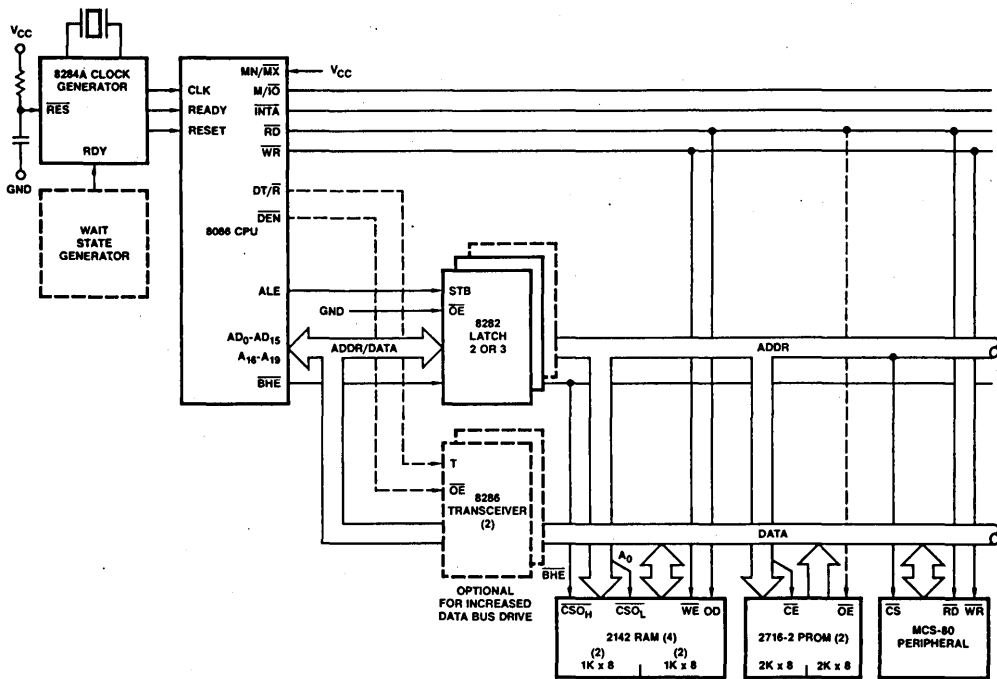 VCC
8284A CLOCK
GENERATOR
RES
RDY
GND
WAIT
STATE
GENERATOR
CLK
READY
RESET
MN/MX
VCC
M/IO
INTA
RD
WR
DT/R
DEN
8086 CPU
ALE
AD0-AD15
A16-A19
BHE
ADDR/DATA
GND
STB
OE
8282
LATCH
2 OR 3
ADDR
T
OE
8286
TRANSCEIVER
(2)
DATA
BHE
A0
OPTIONAL
FOR INCREASED
DATA BUS DRIVE
CSOH
CSOL
WE
OD
2142 RAM (4)
(2)
(2)
1K x 8
1K x 8
CE
OE
2716-2 PROM (2)
2K x 8
2K x 8
CS
RD
WR
MCS-80
PERIPHERAL